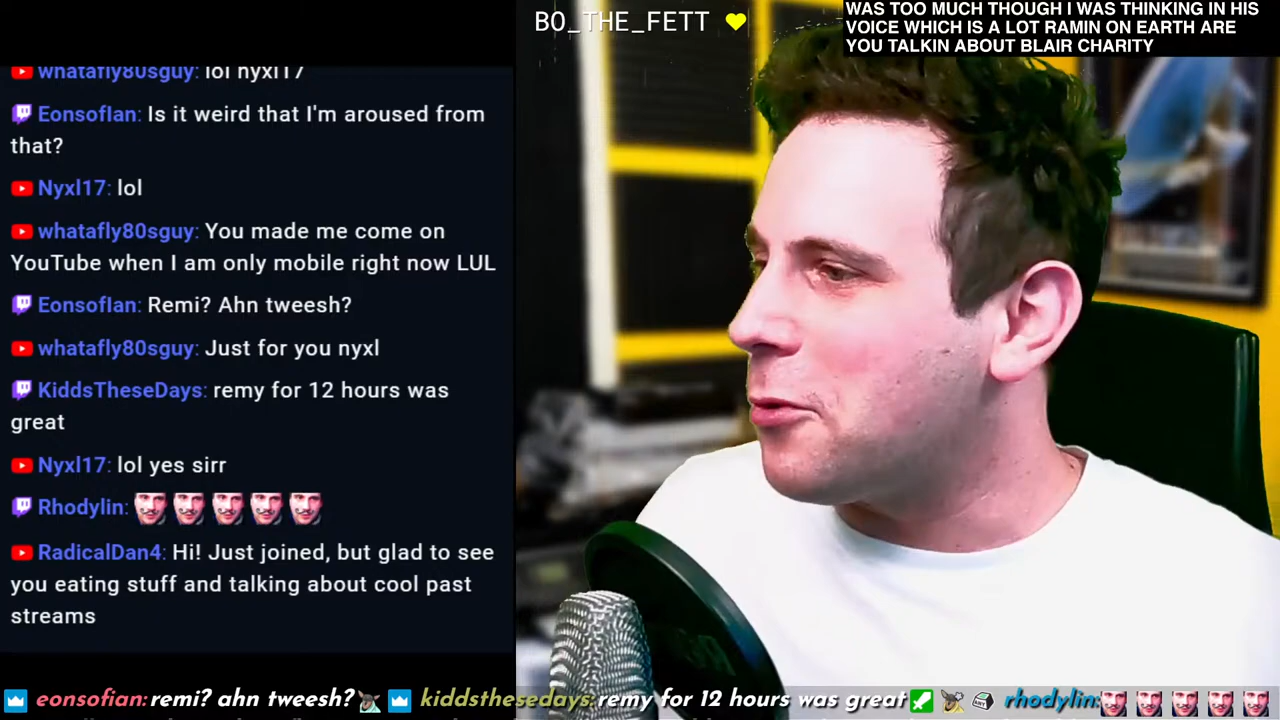 whatafly80sguy: lol nyxl17
EonsofIan: Is it weird that I'm aroused from
that?
Nyxl17: lol
whatafly80sguy: You made me come on
YouTube when I am only mobile right now LUL
EonsofIan: Remi? Ahn tweesh?
whatafly80sguy: Just for you nyxl
KiddsTheseDays: remy for 12 hours was
great
Nyxl17: lol yes sirr
Rhodylin:
RadicalDan4: Hi! Just joined, but glad to see
you eating stuff and talking about cool past
streams
BO_THE_FETT
WAS TOO MUCH THOUGH I WAS THINKING IN HIS
VOICE WHICH IS A LOT RAMIN ON EARTH ARE
YOU TALKIN ABOUT BLAIR CHARITY
eonsofian: remi? ahn tweesh? kiddsthesedays: remy for 12 hours was great rhodylin: